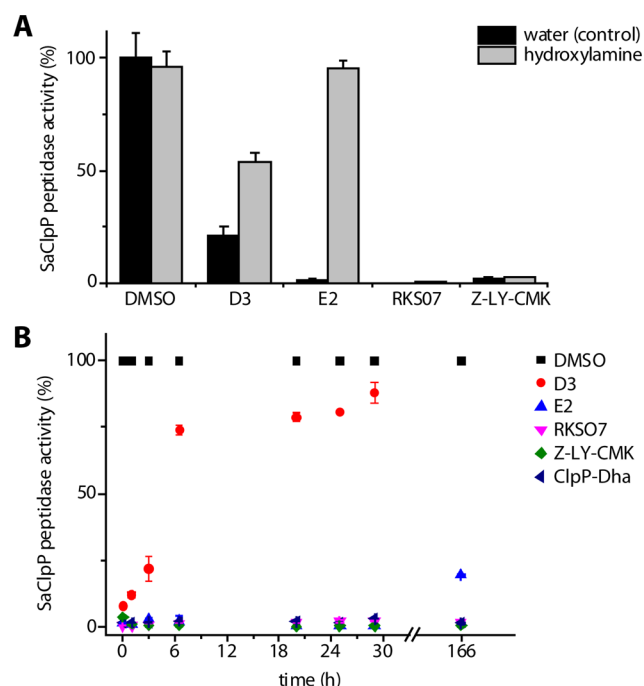 A
SaClpP peptidase activity (%)
100
50
0
DMSO
D3
E2
RKS07
Z-LY-CMK
water (control)
hydroxylamine
B
SaClpP peptidase activity (%)
100
50
0
0
6
12
18
24
30
166
time (h)
DMSO
D3
E2
RKSO7
Z-LY-CMK
ClpP-Dha